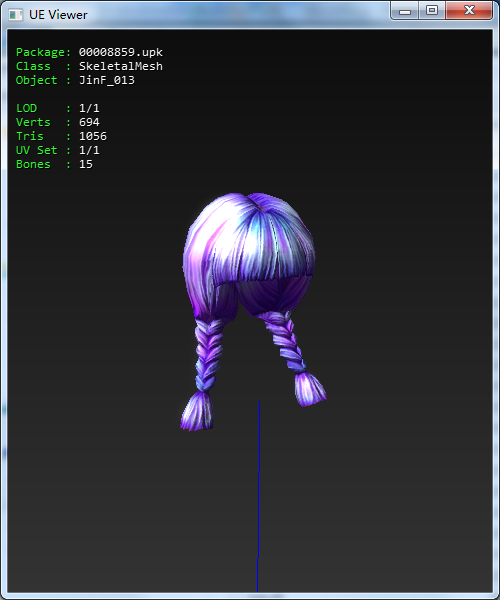 UE Viewer
Package: 00008859.upk
Class  : SkeletalMesh
Object : JinF_013
LOD    : 1/1
Verts  : 694
Tris   : 1056
UV Set : 1/1
Bones  : 15